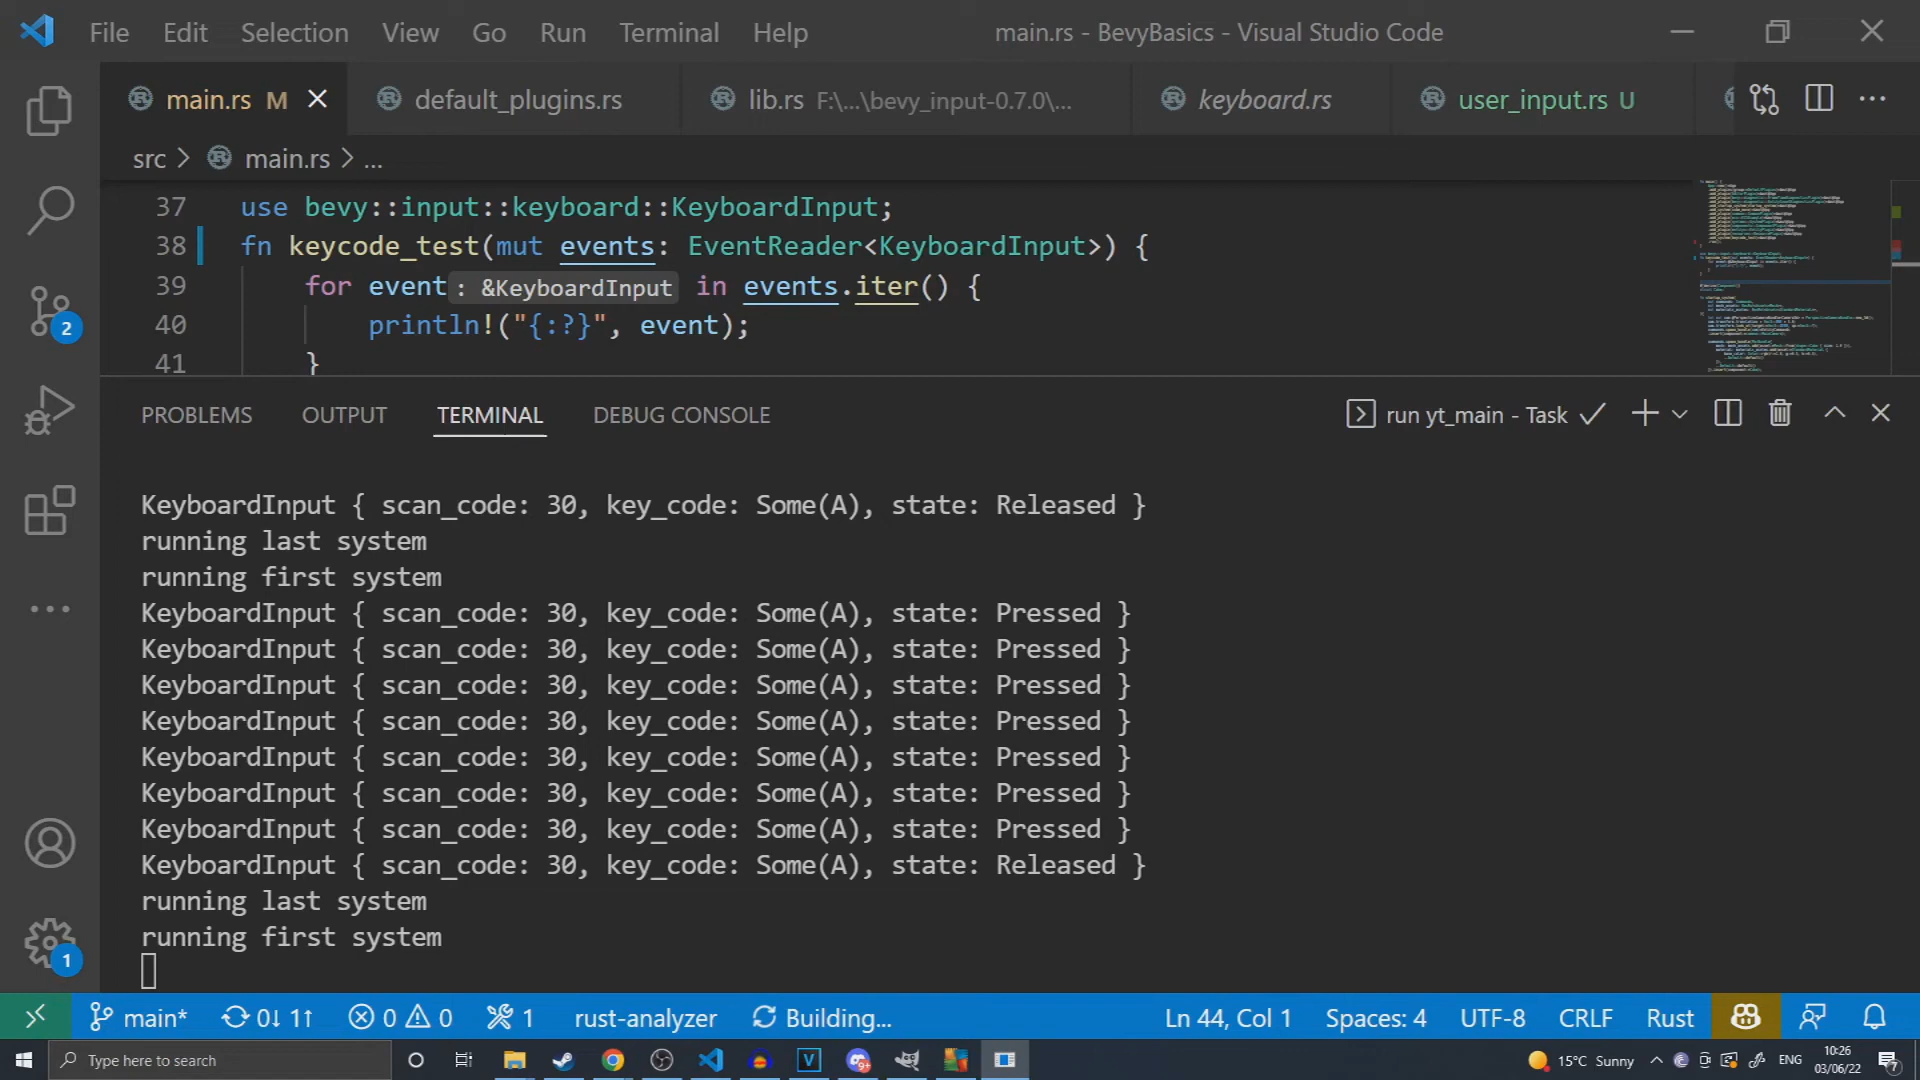 File Edit Selection View Go Run Terminal Help main.rs - BevyBasics - Visual Studio Code
main.rs M default_plugins.rs lib.rs F:\...\bevy_input-0.7.0\... keyboard.rs user_input.rs U
src > main.rs > ...
37 use bevy::input::keyboard::KeyboardInput;
38 fn keycode_test(mut events: EventReader<KeyboardInput>) {
39 for event: &KeyboardInput in events.iter() {
40 println!("{:?}", event);
41 }
2
PROBLEMS OUTPUT TERMINAL DEBUG CONSOLE run yt_main - Task
KeyboardInput { scan_code: 30, key_code: Some(A), state: Released }
running last system
running first system
KeyboardInput { scan_code: 30, key_code: Some(A), state: Pressed }
KeyboardInput { scan_code: 30, key_code: Some(A), state: Pressed }
KeyboardInput { scan_code: 30, key_code: Some(A), state: Pressed }
KeyboardInput { scan_code: 30, key_code: Some(A), state: Pressed }
KeyboardInput { scan_code: 30, key_code: Some(A), state: Pressed }
KeyboardInput { scan_code: 30, key_code: Some(A), state: Pressed }
KeyboardInput { scan_code: 30, key_code: Some(A), state: Pressed }
KeyboardInput { scan_code: 30, key_code: Some(A), state: Released }
running last system
running first system
1
main* 0↓ 1↑ 0 0 1 rust-analyzer Building... Ln 44, Col 1 Spaces: 4 UTF-8 CRLF Rust
Type here to search 15°C Sunny ENG 10:26
03/06/22